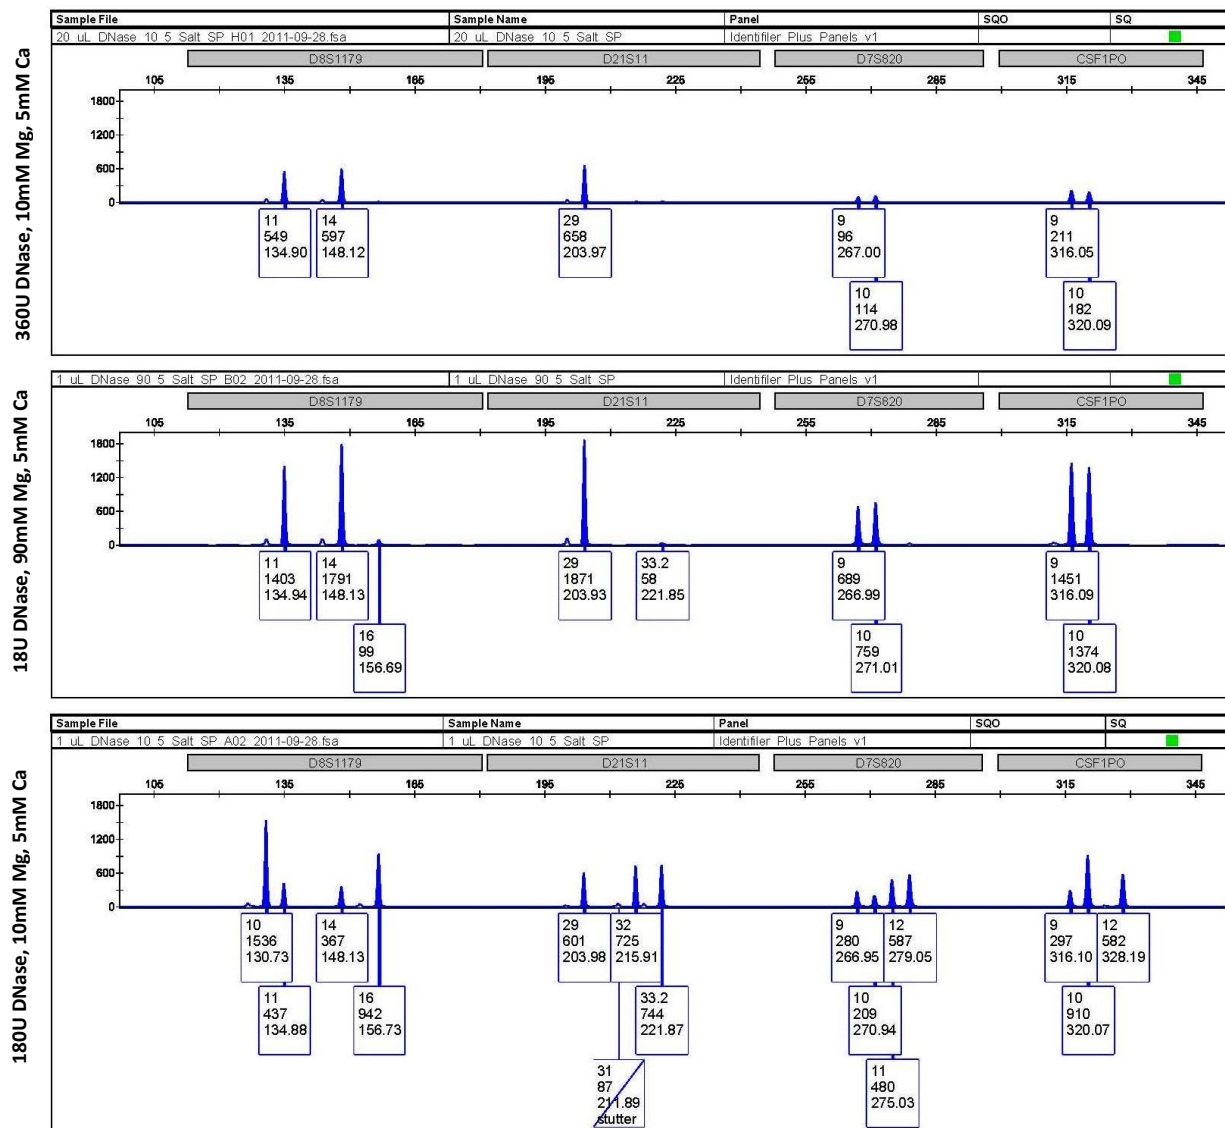 360U DNase, 10mM Mg, 5mM Ca
Sample File Sample Name Panel SQO SQ
20 uL DNase 10 5 Salt SP H01 2011-09-28.fsa 20 uL DNase 10 5 Salt SP Identifiler Plus Panels v1
D8S1179 D21S11 D7S820 CSF1PO
105 135 165 195 225 255 285 315 345
1800
1200
600
0
11 14 29 9 9
549 597 658 96 211
134.90 148.12 203.97 267.00 316.05
10 10
114 182
270.98 320.09
18U DNase, 90mM Mg, 5mM Ca
1 uL DNase 90 5 Salt SP B02 2011-09-28.fsa 1 uL DNase 90 5 Salt SP Identifiler Plus Panels v1
D8S1179 D21S11 D7S820 CSF1PO
105 135 165 195 225 255 285 315 345
1800
1200
600
0
11 14 29 33.2 9 9
1403 1791 1871 58 689 1451
134.94 148.13 203.93 221.85 266.99 316.09
16 10 10
99 759 1374
156.69 271.01 320.08
180U DNase, 10mM Mg, 5mM Ca
Sample File Sample Name Panel SQO SQ
1 uL DNase 10 5 Salt SP A02 2011-09-28.fsa 1 uL DNase 10 5 Salt SP Identifiler Plus Panels v1
D8S1179 D21S11 D7S820 CSF1PO
105 135 165 195 225 255 285 315 345
1800
1200
600
0
10 14 29 32 9 12 9 12
1536 367 601 725 280 587 297 582
130.73 148.13 203.98 215.91 266.95 279.05 316.10 328.19
11 16 33.2 10 10
437 942 744 209 910
134.88 156.73 221.87 270.94 320.07
31 11
87 480
211.89 275.03
stutter